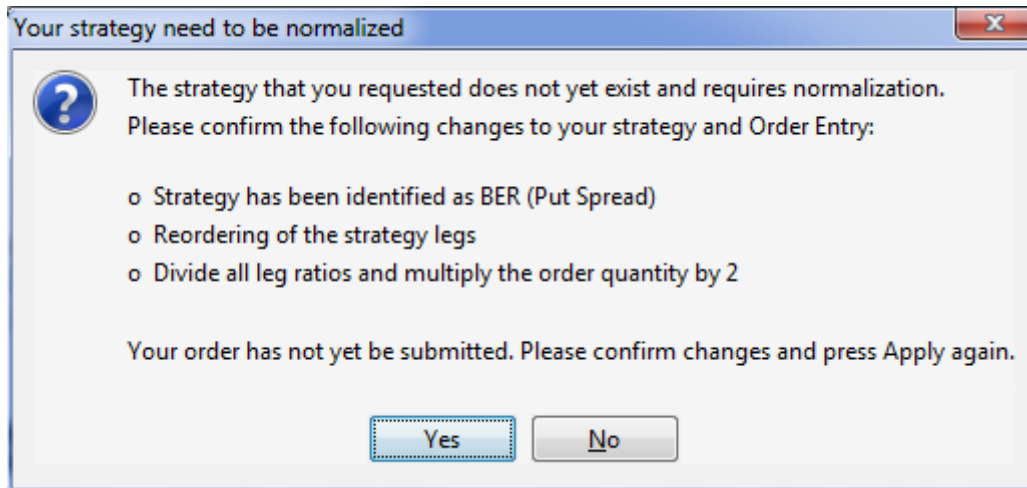 Your strategy need to be normalized
The strategy that you requested does not yet exist and requires normalization.
Please confirm the following changes to your strategy and Order Entry:
o Strategy has been identified as BER (Put Spread)
o Reordering of the strategy legs
o Divide all leg ratios and multiply the order quantity by 2
Your order has not yet be submitted. Please confirm changes and press Apply again.
Yes
No